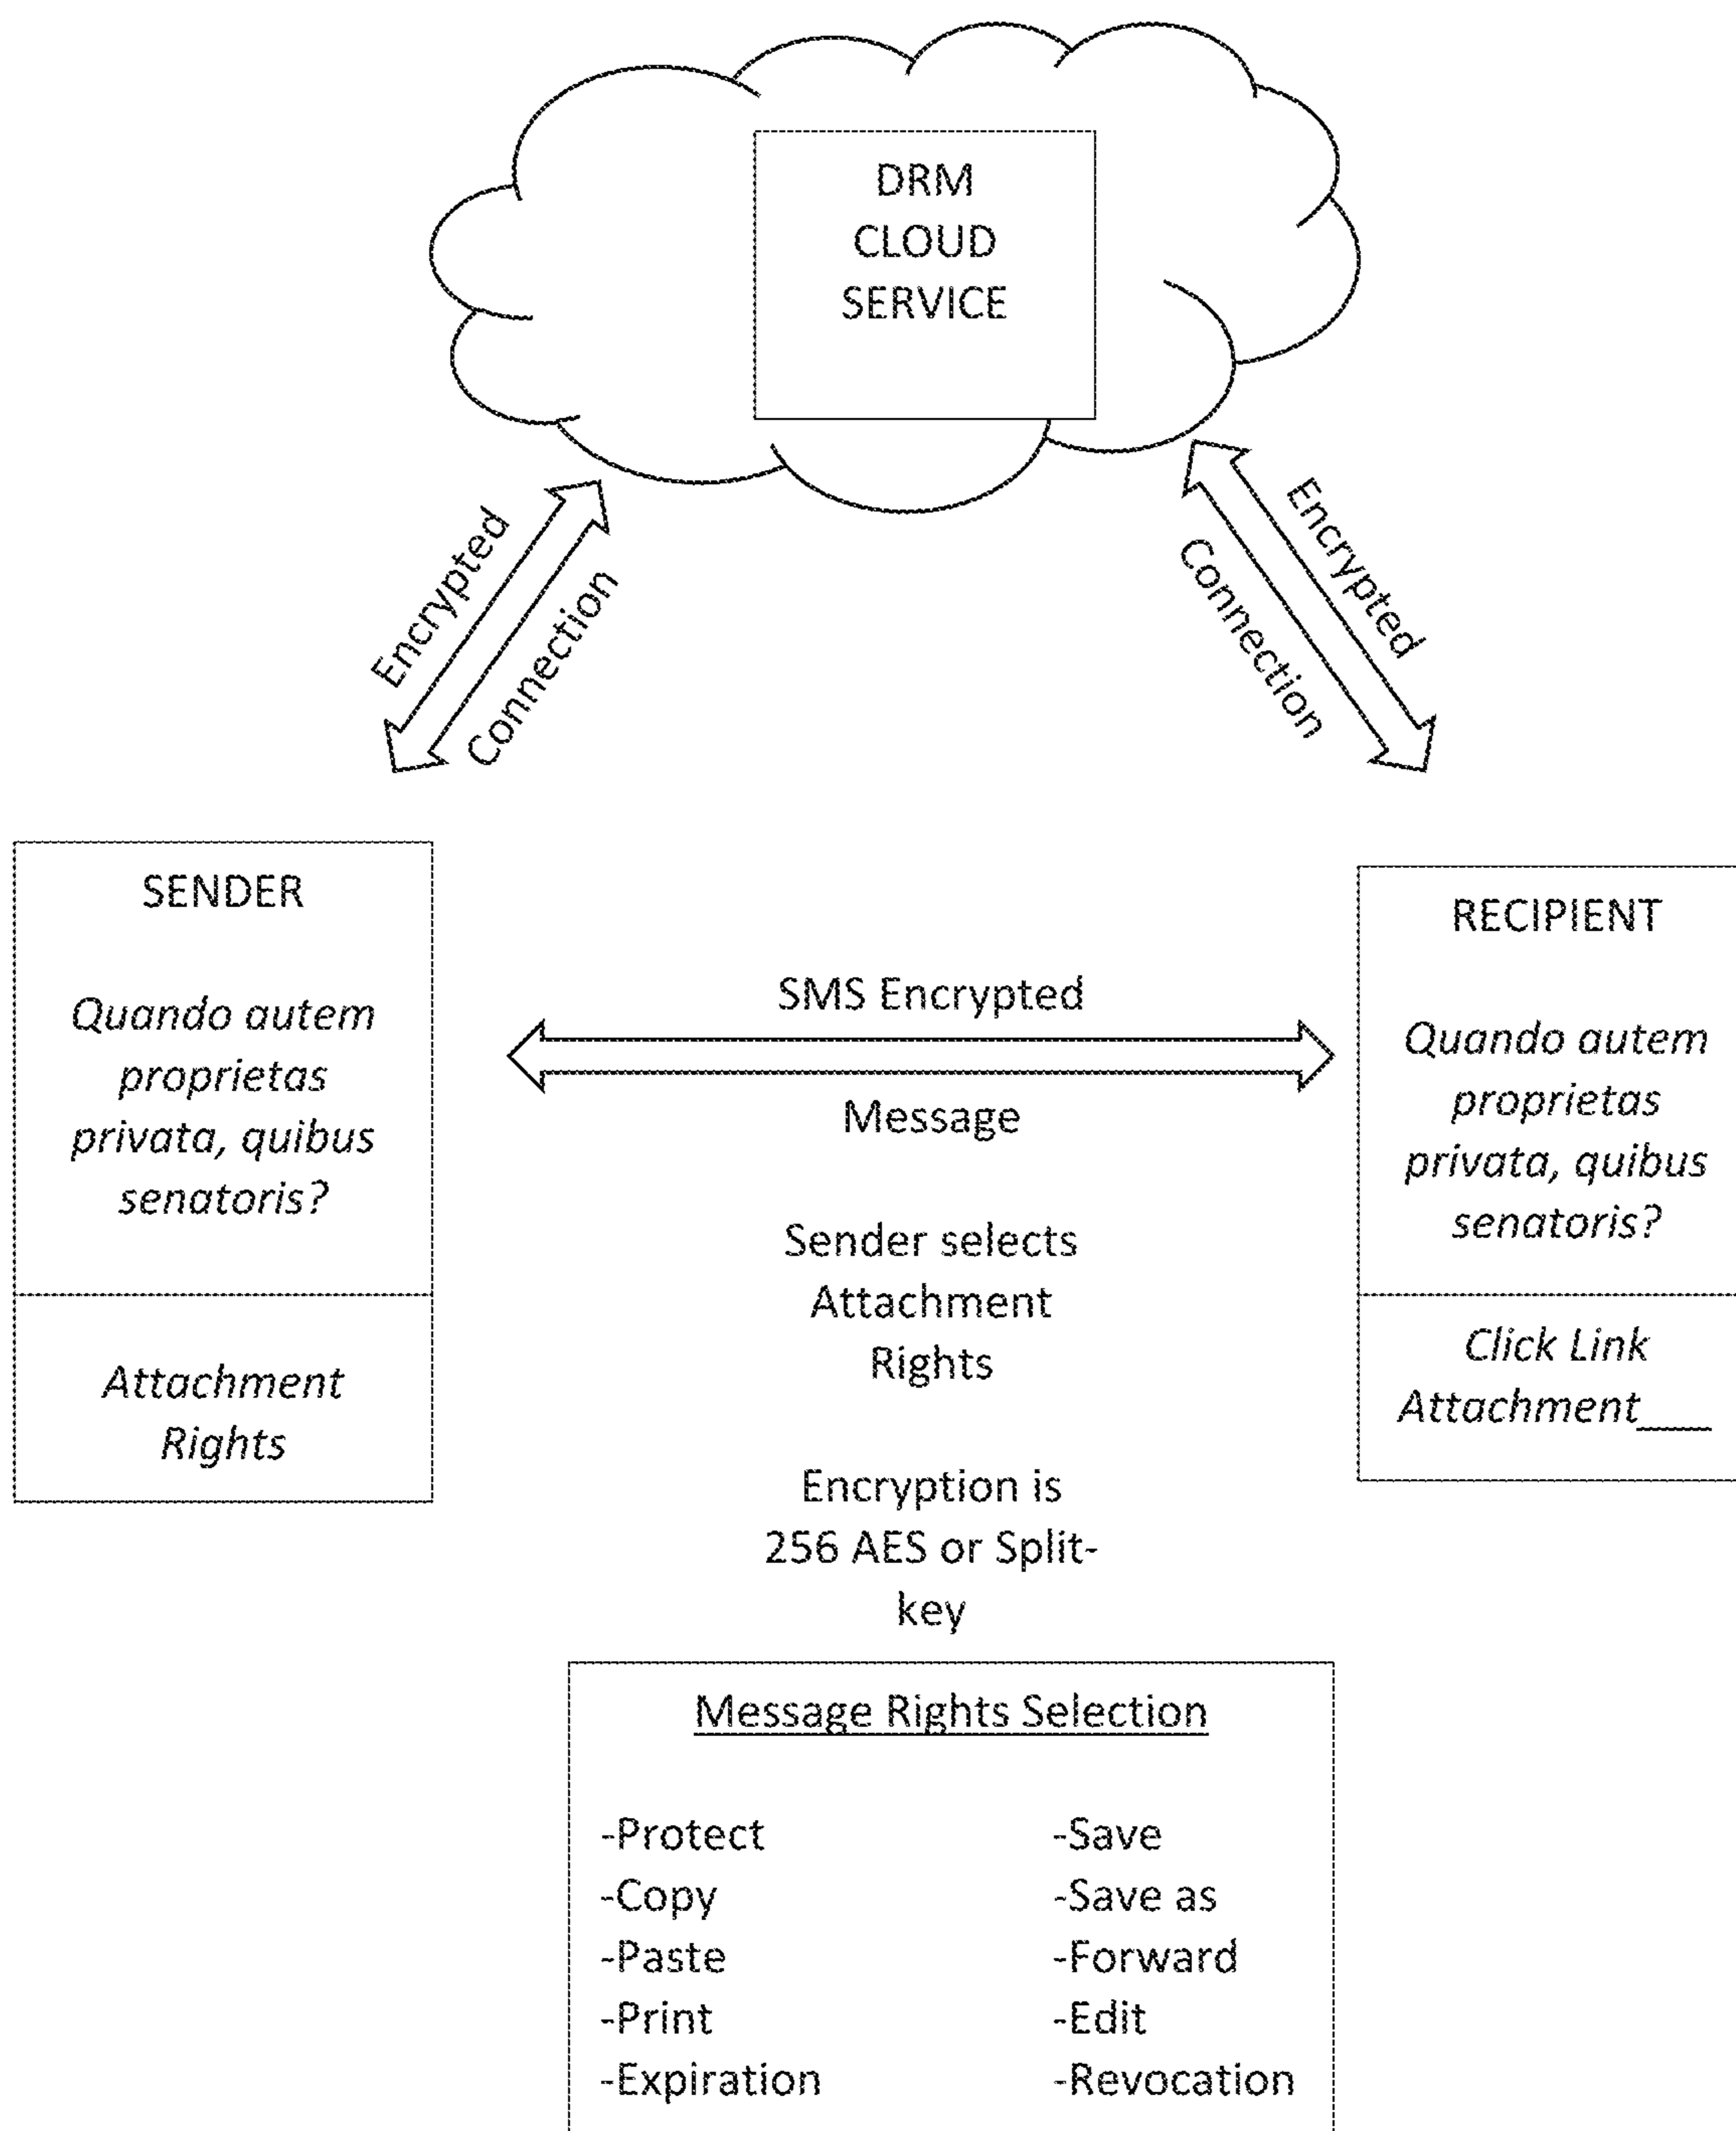 DRM
CLOUD
SERVICE
Encrypted
Connection
Encrypted
Connection
SENDER
Quando autem
proprietas
privata, quibus
senatoris?
Attachment
Rights
SMS Encrypted
Message
Sender selects
Attachment
Rights
Encryption is
256 AES or Split-
key
RECIPIENT
Quando autem
proprietas
privata, quibus
senatoris?
Click Link
Attachment___
Message Rights Selection
-Protect
-Copy
-Paste
-Print
-Expiration
-Save
-Save as
-Forward
-Edit
-Revocation